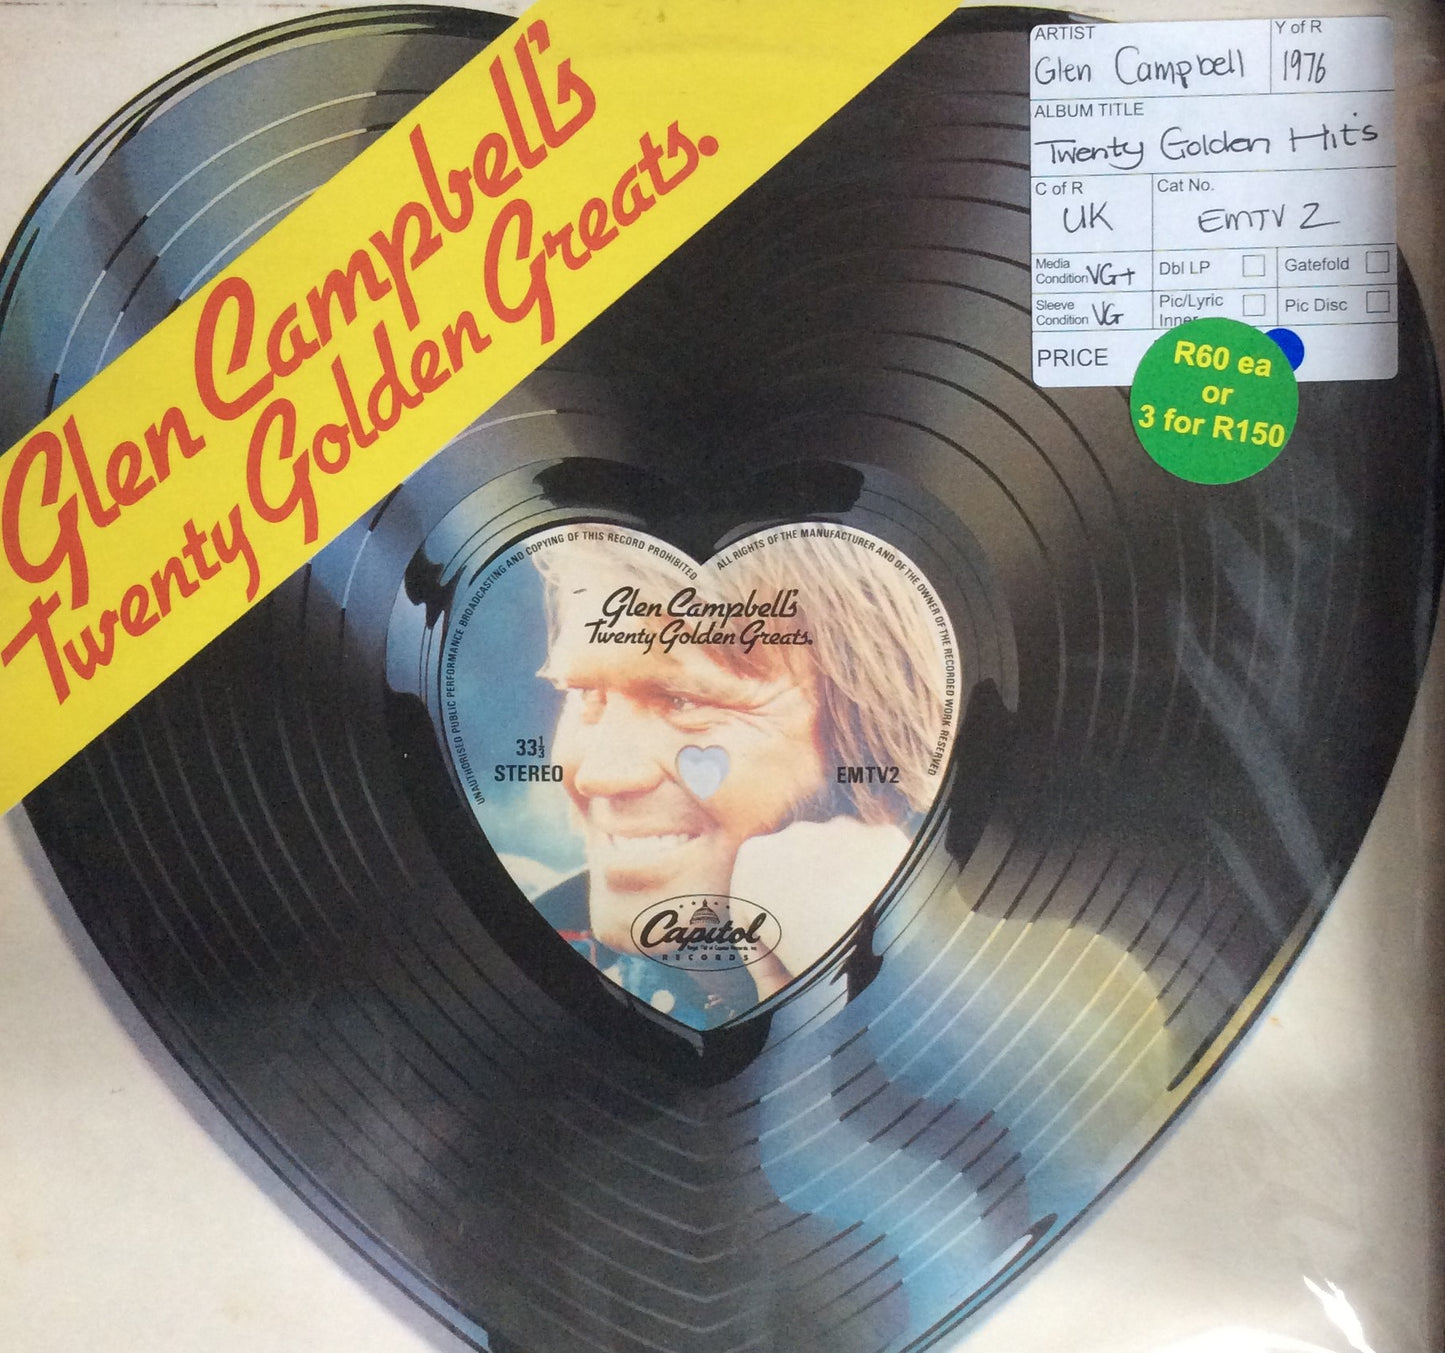 Glen Campbell's
Twenty Golden Greats.
ARTIST
Glen Campbell
Y of R
1976
ALBUM TITLE
Twenty Golden Hit's
C of R
UK
Cat No.
EMTV 2
Media
Condition VG+
Dbl LP
Gatefold
Sleeve
Condition VG
Pic/Lyric
Inner
Pic Disc
PRICE
R60 ea
or
3 for R150
UNAUTHORISED PUBLIC PERFORMANCE BROADCASTING AND COPYING OF THIS RECORD PROHIBITED
ALL RIGHTS OF THE MANUFACTURER AND OF THE OWNER OF THE RECORDED WORK RESERVED
Glen Campbell's
Twenty Golden Greats.
33 1/3
STEREO
EMTV2
Capitol
RECORDS